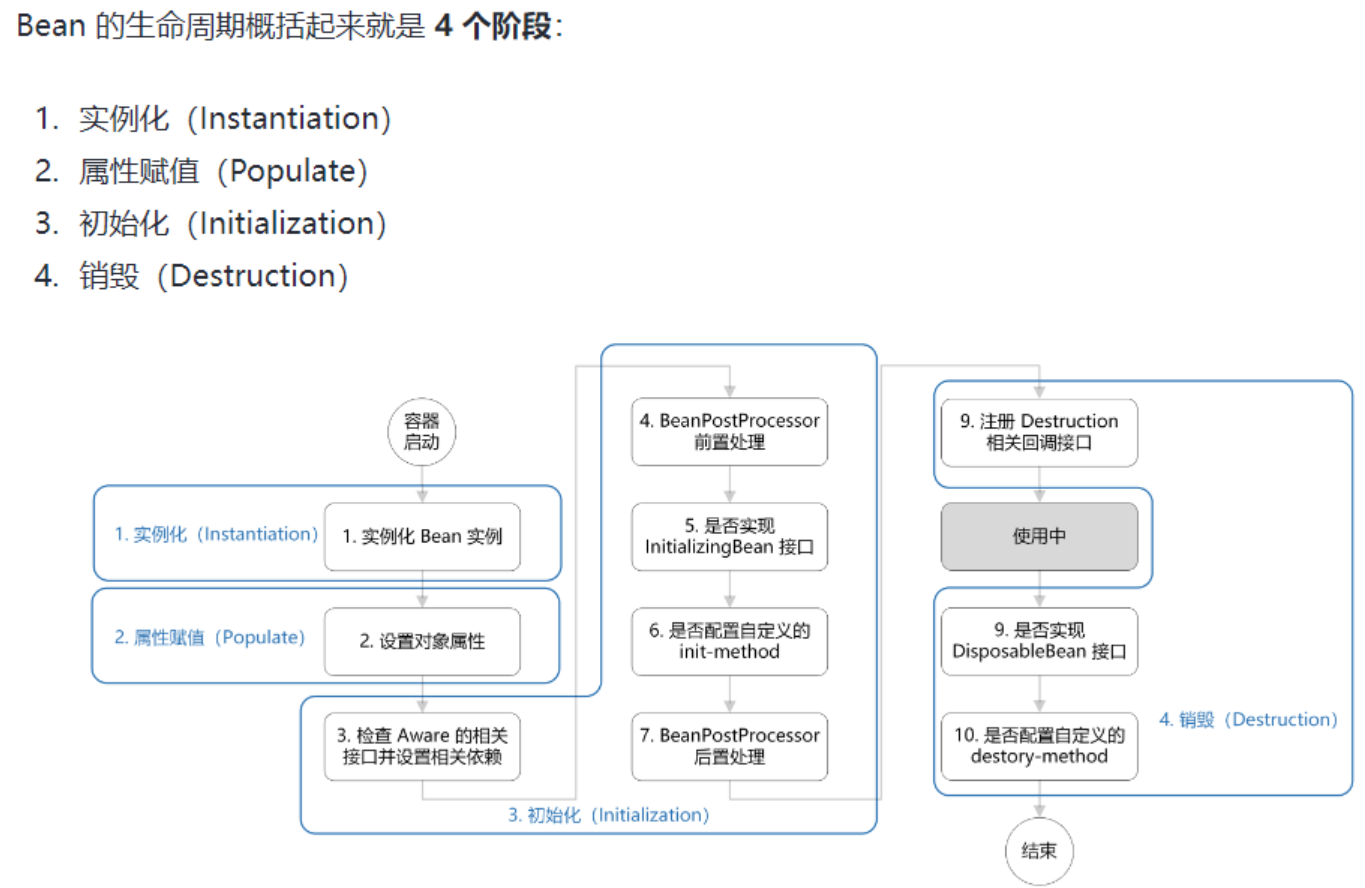 Bean 的生命周期概括起来就是 4 个阶段：
1. 实例化（Instantiation）
2. 属性赋值（Populate）
3. 初始化（Initialization）
4. 销毁（Destruction）
容器
启动
1. 实例化（Instantiation）
1. 实例化 Bean 实例
2. 属性赋值（Populate）
2. 设置对象属性
3. 检查 Aware 的相关
接口并设置相关依赖
4. BeanPostProcessor
前置处理
5. 是否实现
InitializingBean 接口
6. 是否配置自定义的
init-method
7. BeanPostProcessor
后置处理
3. 初始化（Initialization）
9. 注册 Destruction
相关回调接口
使用中
9. 是否实现
DisposableBean 接口
10. 是否配置自定义的
destory-method
4. 销毁（Destruction）
结束